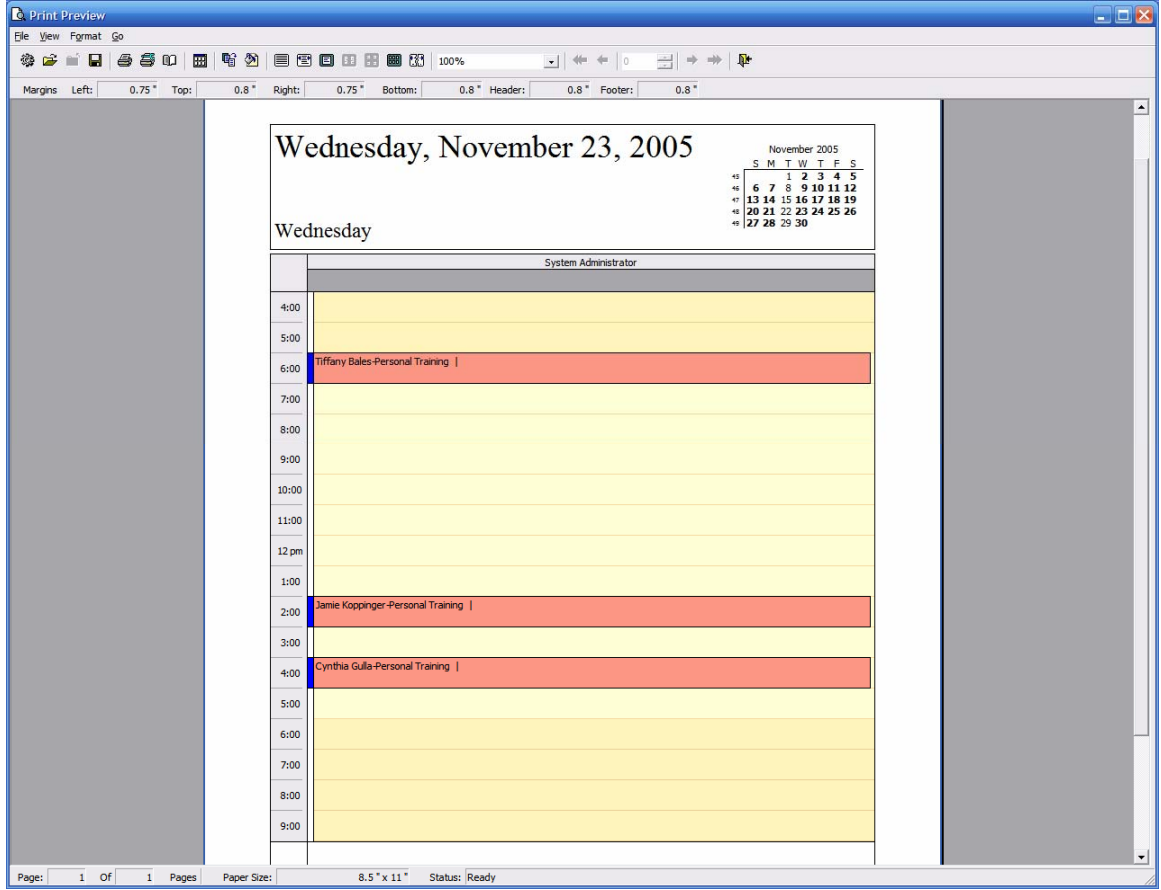 Print Preview
File View Format Go
100% 0
Margins Left: 0.75 " Top: 0.8 " Right: 0.75 " Bottom: 0.8 " Header: 0.8 " Footer: 0.8 "
Wednesday, November 23, 2005
Wednesday
November 2005
S M T W T F S
45 1 2 3 4 5
46 6 7 8 9 10 11 12
47 13 14 15 16 17 18 19
48 20 21 22 23 24 25 26
49 27 28 29 30
System Administrator
4:00
5:00
6:00 Tiffany Bales-Personal Training |
7:00
8:00
9:00
10:00
11:00
12 pm
1:00
2:00 Jamie Koppinger-Personal Training |
3:00
4:00 Cynthia Gulla-Personal Training |
5:00
6:00
7:00
8:00
9:00
Page: 1 Of 1 Pages Paper Size: 8.5 " x 11 " Status: Ready